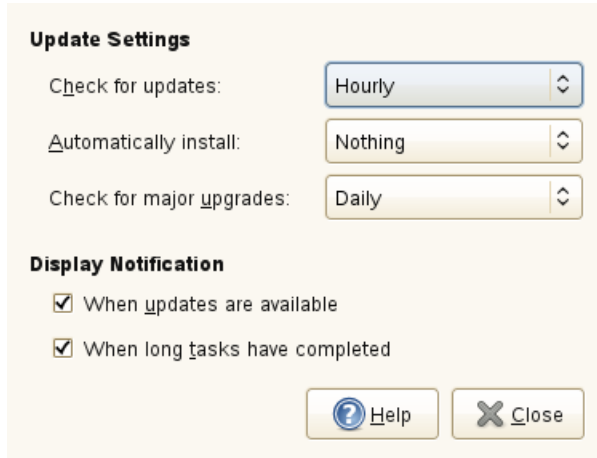 Update Settings
Check for updates: Hourly
Automatically install: Nothing
Check for major upgrades: Daily
Display Notification
When updates are available
When long tasks have completed
Help Close